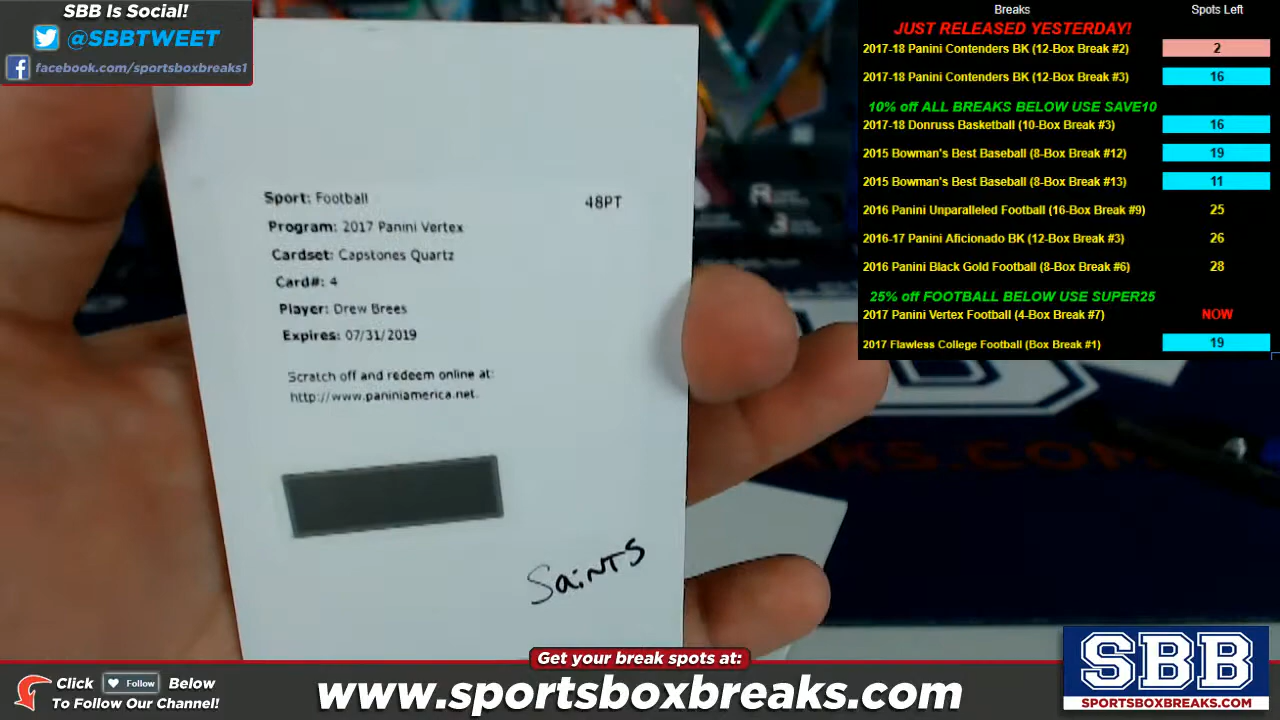 SBB Is Social!
@SBBTWEET
facebook.com/sportsboxbreaks1
Breaks Spots Left
JUST RELEASED YESTERDAY!
2017-18 Panini Contenders BK (12-Box Break #2) 2
2017-18 Panini Contenders BK (12-Box Break #3) 16
10% off ALL BREAKS BELOW USE SAVE10
2017-18 Donruss Basketball (10-Box Break #3) 16
2015 Bowman's Best Baseball (8-Box Break #12) 19
2015 Bowman's Best Baseball (8-Box Break #13) 11
2016 Panini Unparalleled Football (16-Box Break #9) 25
2016-17 Panini Aficionado BK (12-Box Break #3) 26
2016 Panini Black Gold Football (8-Box Break #6) 28
25% off FOOTBALL BELOW USE SUPER25
2017 Panini Vertex Football (4-Box Break #7) NOW
2017 Flawless College Football (Box Break #1) 19
Sport: Football 48PT
Program: 2017 Panini Vertex
Cardset: Capstones Quartz
Card#: 4
Player: Drew Brees
Expires: 07/31/2019
Scratch off and redeem online at:
http://www.paniniamerica.net.
SaiNTS
Get your break spots at:
Click Follow Below
To Follow Our Channel!
www.sportsboxbreaks.com
SBB
SPORTSBOXBREAKS.COM